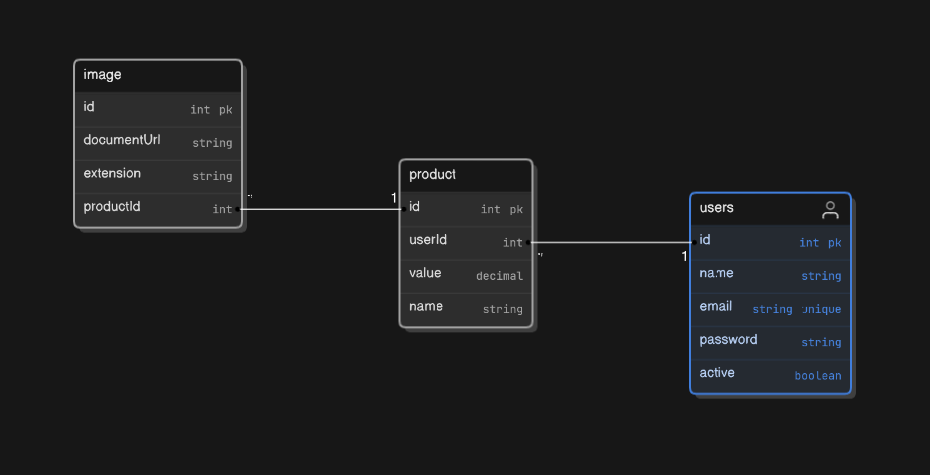 image
id int pk
documentUrl string
extension string
productId int
1
product
id int pk
userId int
value decimal
name string
1
users
id int pk
name string
email string unique
password string
active boolean